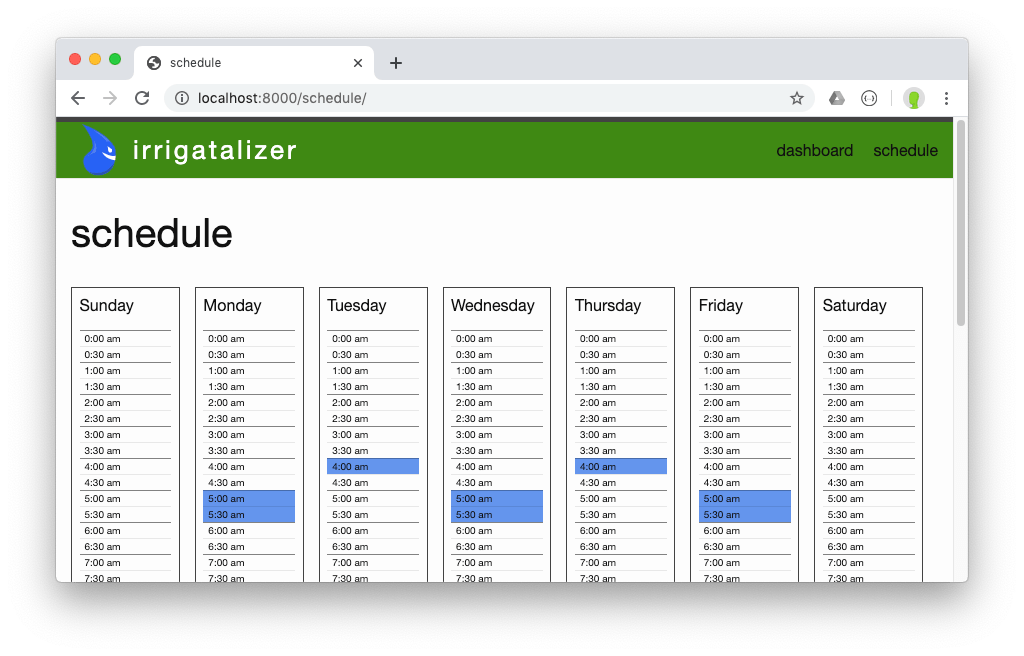 schedule
localhost:8000/schedule/
irrigatalizer dashboard schedule
schedule
Sunday Monday Tuesday Wednesday Thursday Friday Saturday
0:00 am 0:00 am 0:00 am 0:00 am 0:00 am 0:00 am 0:00 am
0:30 am 0:30 am 0:30 am 0:30 am 0:30 am 0:30 am 0:30 am
1:00 am 1:00 am 1:00 am 1:00 am 1:00 am 1:00 am 1:00 am
1:30 am 1:30 am 1:30 am 1:30 am 1:30 am 1:30 am 1:30 am
2:00 am 2:00 am 2:00 am 2:00 am 2:00 am 2:00 am 2:00 am
2:30 am 2:30 am 2:30 am 2:30 am 2:30 am 2:30 am 2:30 am
3:00 am 3:00 am 3:00 am 3:00 am 3:00 am 3:00 am 3:00 am
3:30 am 3:30 am 3:30 am 3:30 am 3:30 am 3:30 am 3:30 am
4:00 am 4:00 am 4:00 am 4:00 am 4:00 am 4:00 am 4:00 am
4:30 am 4:30 am 4:30 am 4:30 am 4:30 am 4:30 am 4:30 am
5:00 am 5:00 am 5:00 am 5:00 am 5:00 am 5:00 am 5:00 am
5:30 am 5:30 am 5:30 am 5:30 am 5:30 am 5:30 am 5:30 am
6:00 am 6:00 am 6:00 am 6:00 am 6:00 am 6:00 am 6:00 am
6:30 am 6:30 am 6:30 am 6:30 am 6:30 am 6:30 am 6:30 am
7:00 am 7:00 am 7:00 am 7:00 am 7:00 am 7:00 am 7:00 am
7:30 am 7:30 am 7:30 am 7:30 am 7:30 am 7:30 am 7:30 am